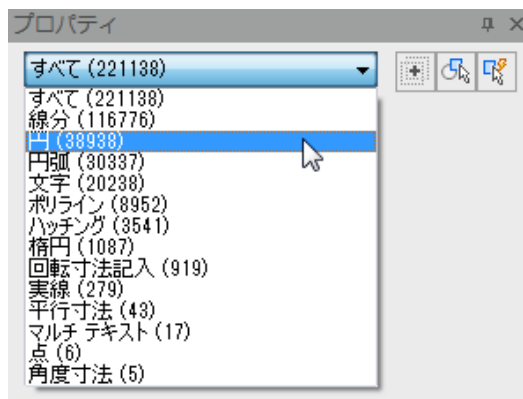 プロパティ
すべて (221138)
すべて (221138)
線分 (116776)
円 (38938)
円弧 (30337)
文字 (20238)
ポリライン (8952)
ハッチング (3541)
楕円 (1087)
回転寸法記入 (919)
実線 (279)
平行寸法 (43)
マルチ テキスト (17)
点 (6)
角度寸法 (5)